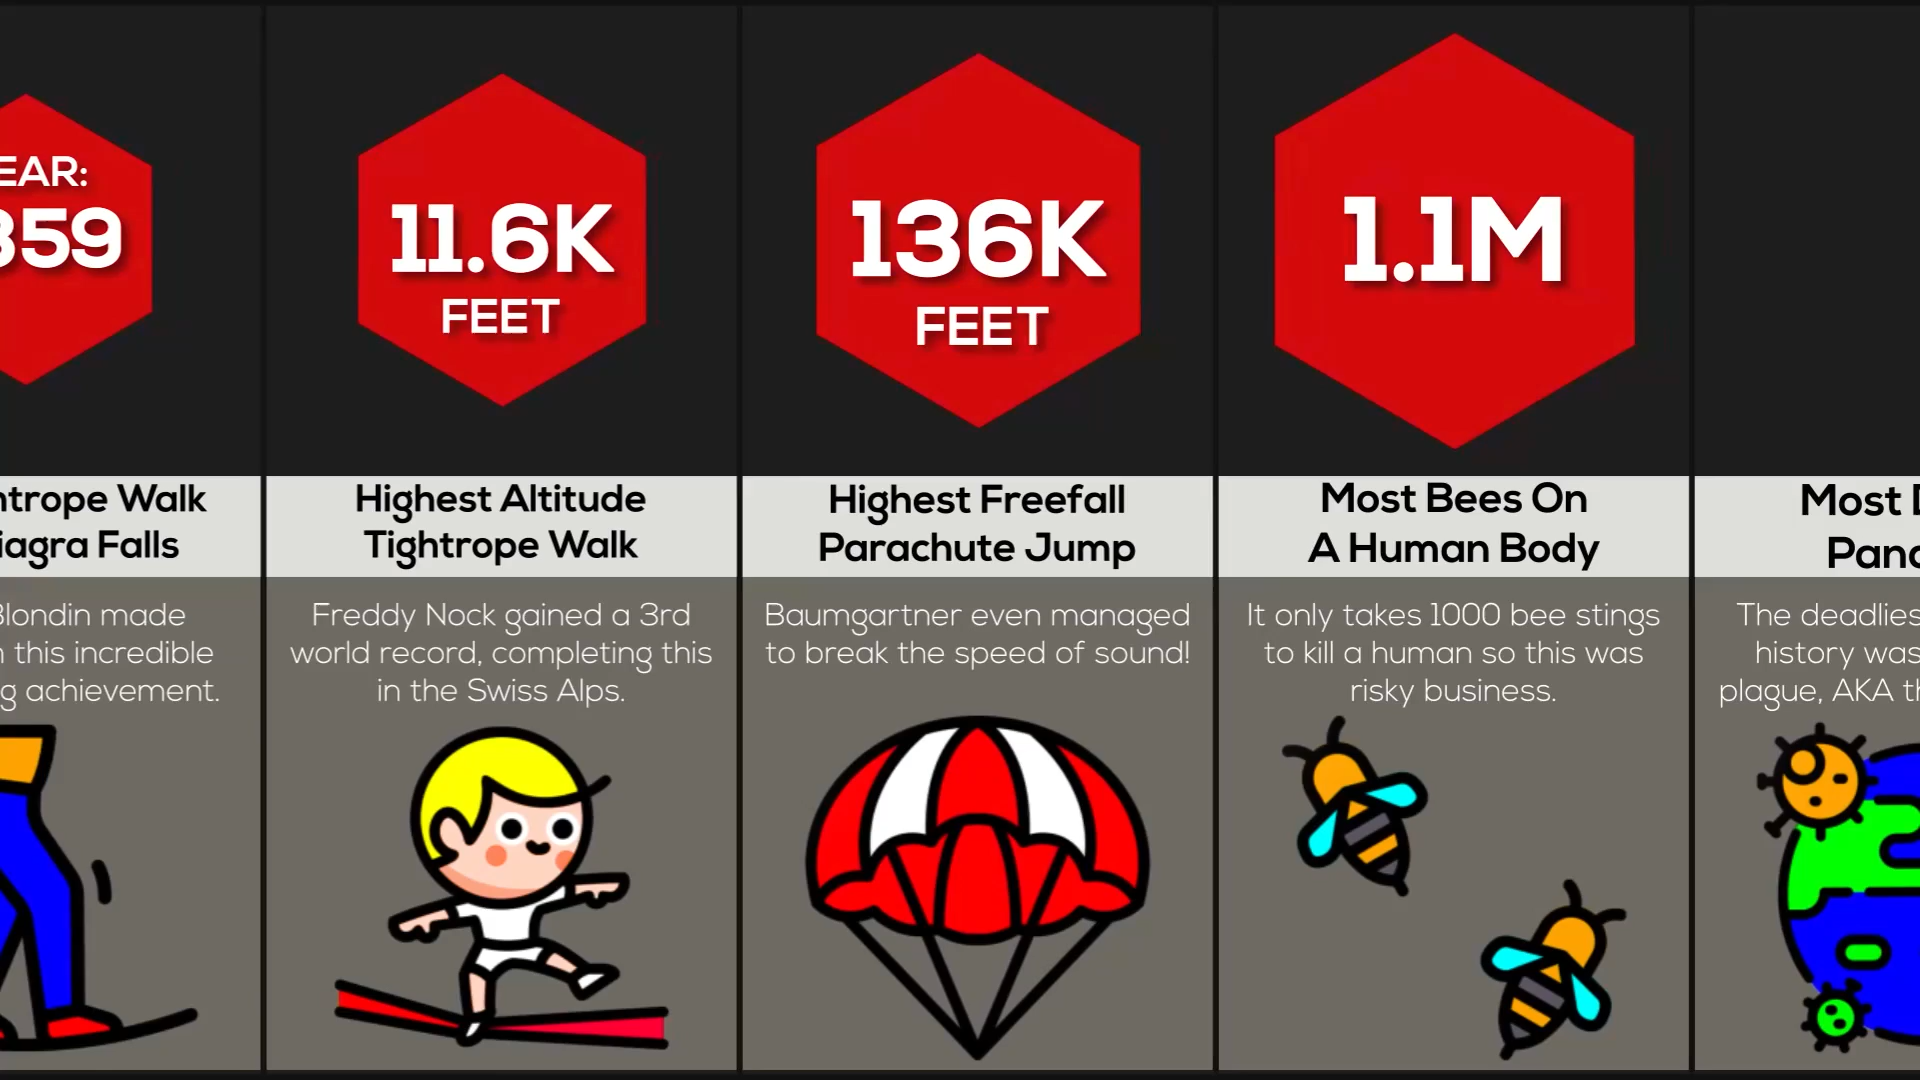 EAR:
359
htrope Walk
iagra Falls
Blondin made
n this incredible
g achievement.
11.6K
FEET
Highest Altitude
Tightrope Walk
Freddy Nock gained a 3rd
world record, completing this
in the Swiss Alps.
136K
FEET
Highest Freefall
Parachute Jump
Baumgartner even managed
to break the speed of sound!
1.1M
Most Bees On
A Human Body
It only takes 1000 bee stings
to kill a human so this was
risky business.
Most
Pan
The deadlies
history was
plague, AKA th